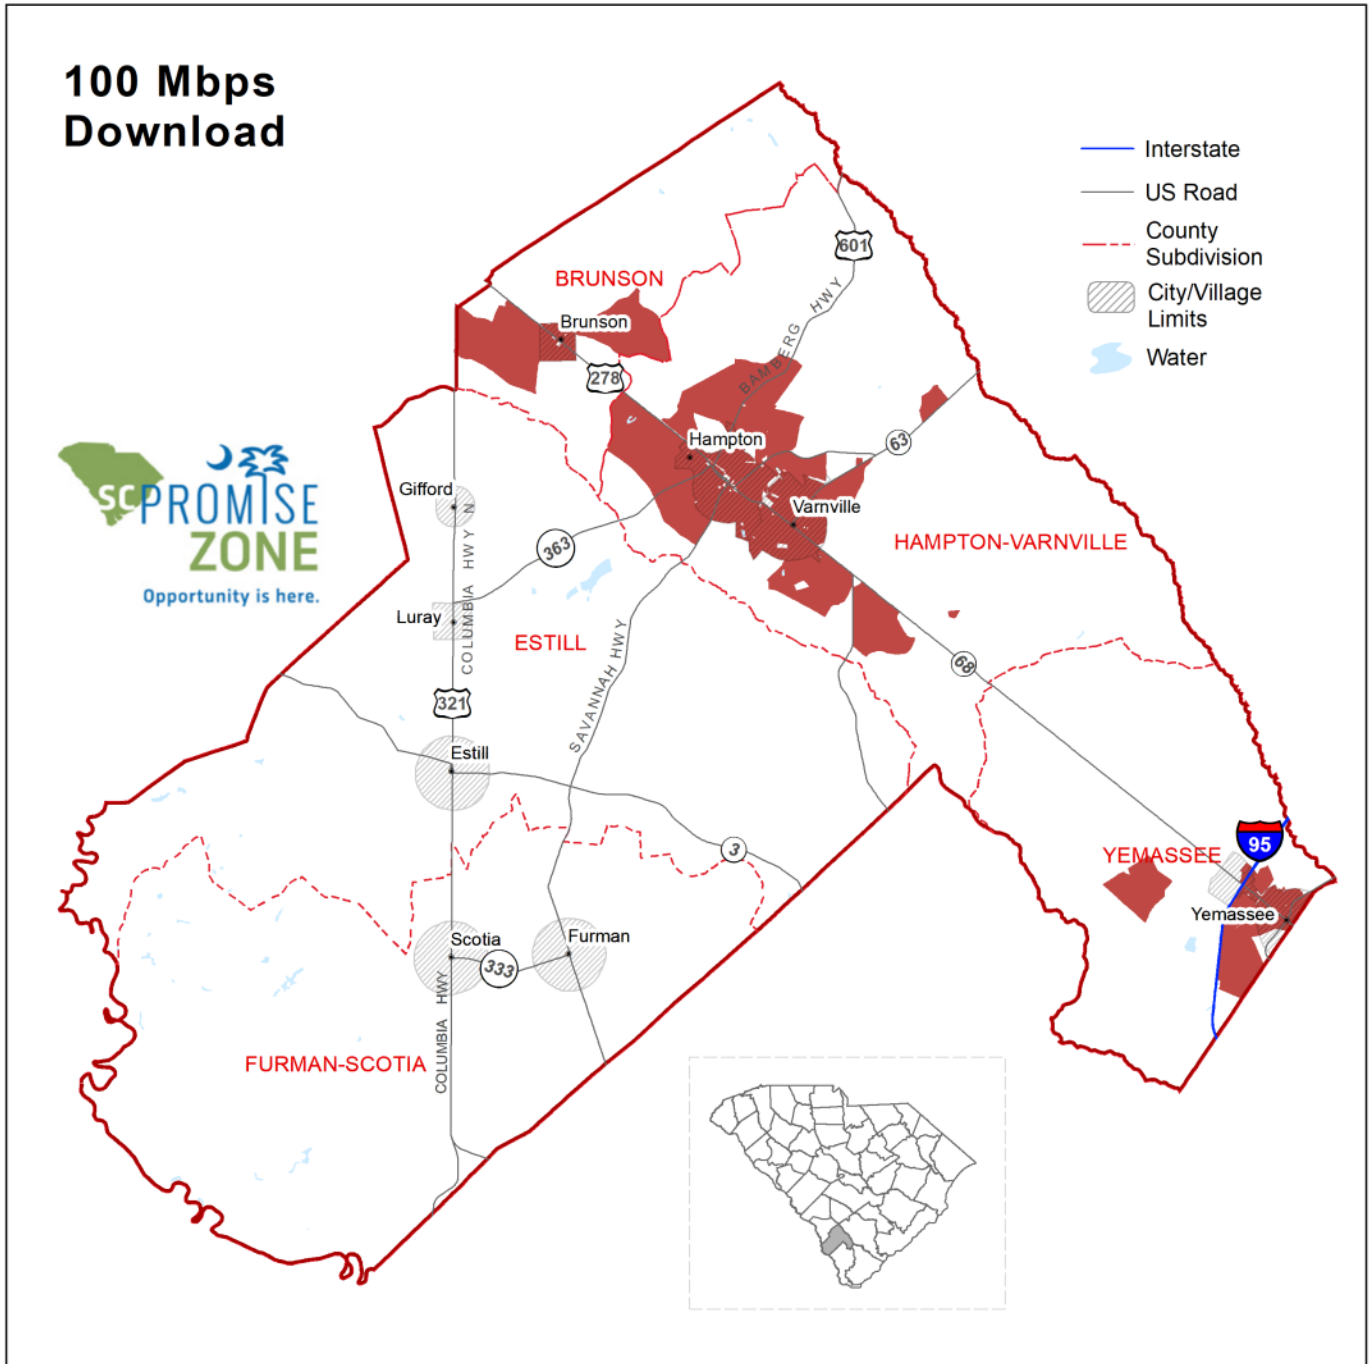 100 Mbps
Download
Interstate
US Road
County
Subdivision
City/Village
Limits
Water
601
BRUNSON
Brunson
278
BAMBERG HWY
Hampton
63
Varnville
HAMPTON-VARNVILLE
SC PROMISE
ZONE
Opportunity is here.
Gifford
COLUMBIA HWY N
363
Luray
ESTILL
SAVANNAH HWY
68
321
Estill
3
95
YEMASSEE
Yemassee
Scotia
333
Furman
COLUMBIA HWY
FURMAN-SCOTIA